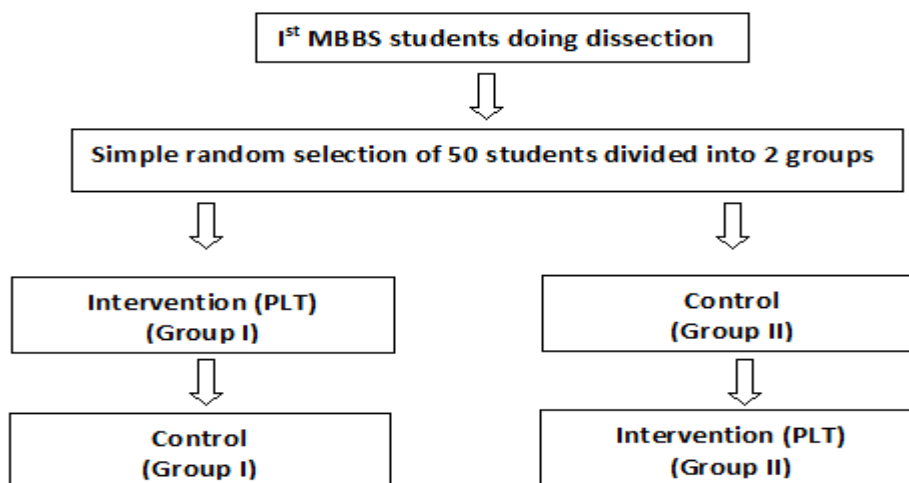 Iˢᵗ MBBS students doing dissection
Simple random selection of 50 students divided into 2 groups
Intervention (PLT)
(Group I)
Control
(Group II)
Control
(Group I)
Intervention (PLT)
(Group II)